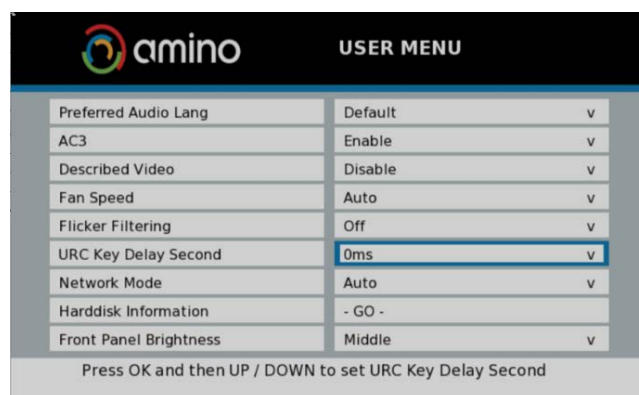 amino USER MENU
Preferred Audio Lang Default v
AC3 Enable v
Described Video Disable v
Fan Speed Auto v
Flicker Filtering Off v
URC Key Delay Second 0ms v
Network Mode Auto v
Harddisk Information - GO -
Front Panel Brightness Middle v
Press OK and then UP / DOWN to set URC Key Delay Second